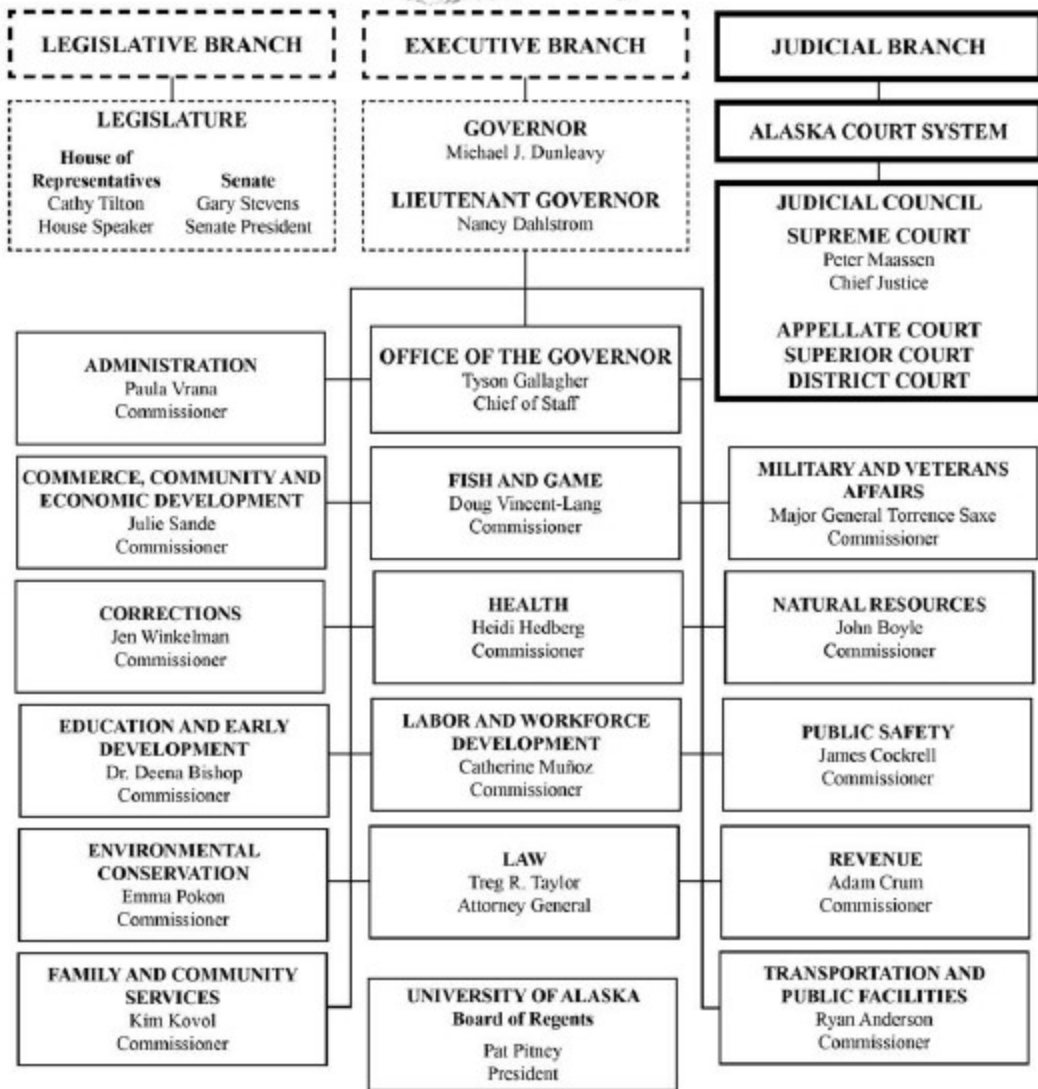 LEGISLATIVE BRANCH
EXECUTIVE BRANCH
JUDICIAL BRANCH
LEGISLATURE
House of
Representatives
Cathy Tilton
House Speaker
Senate
Gary Stevens
Senate President
GOVERNOR
Michael J. Dunleavy
LIEUTENANT GOVERNOR
Nancy Dahlstrom
ALASKA COURT SYSTEM
JUDICIAL COUNCIL
SUPREME COURT
Peter Maassen
Chief Justice
APPELLATE COURT
SUPERIOR COURT
DISTRICT COURT
ADMINISTRATION
Paula Vrana
Commissioner
OFFICE OF THE GOVERNOR
Tyson Gallagher
Chief of Staff
COMMERCE, COMMUNITY AND
ECONOMIC DEVELOPMENT
Julie Sande
Commissioner
FISH AND GAME
Doug Vincent-Lang
Commissioner
MILITARY AND VETERANS
AFFAIRS
Major General Torrence Saxe
Commissioner
CORRECTIONS
Jen Winkelman
Commissioner
HEALTH
Heidi Hedberg
Commissioner
NATURAL RESOURCES
John Boyle
Commissioner
EDUCATION AND EARLY
DEVELOPMENT
Dr. Deena Bishop
Commissioner
LABOR AND WORKFORCE
DEVELOPMENT
Catherine Muñoz
Commissioner
PUBLIC SAFETY
James Cockrell
Commissioner
ENVIRONMENTAL
CONSERVATION
Emma Pokon
Commissioner
LAW
Treg R. Taylor
Attorney General
REVENUE
Adam Crum
Commissioner
FAMILY AND COMMUNITY
SERVICES
Kim Kovol
Commissioner
UNIVERSITY OF ALASKA
Board of Regents
Pat Pitney
President
TRANSPORTATION AND
PUBLIC FACILITIES
Ryan Anderson
Commissioner